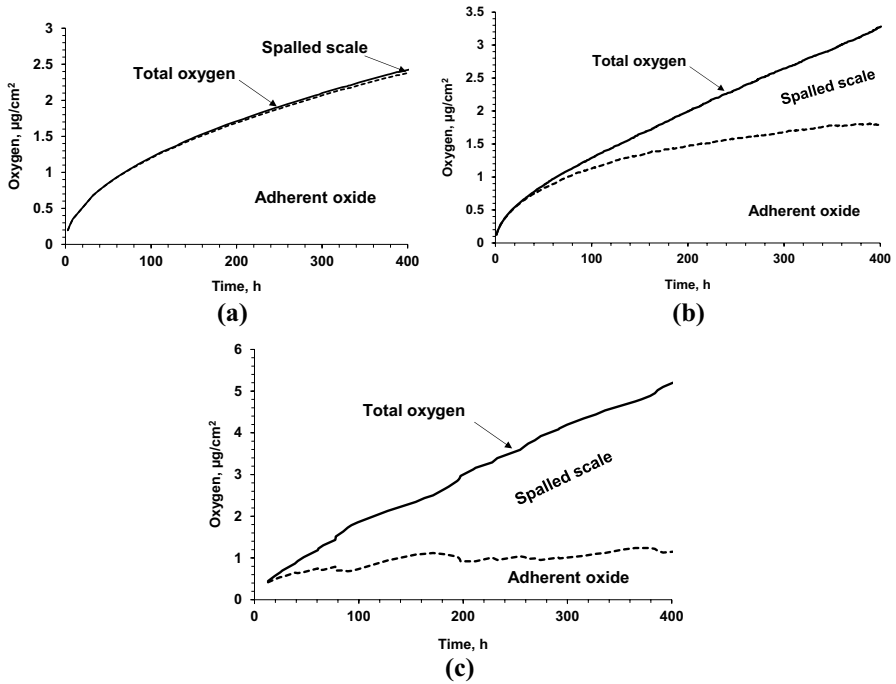 3
2.5
2
1.5
1
0.5
0
Oxygen, µg/cm²
Spalled scale
Total oxygen
Adherent oxide
0 100 200 300 400
Time, h
(a)
3.5
3
2.5
2
1.5
1
0.5
0
Oxygen, µg/cm²
Total oxygen
Spalled scale
Adherent oxide
0 100 200 300 400
Time, h
(b)
6
5
4
3
2
1
0
Oxygen, µg/cm²
Total oxygen
Spalled scale
Adherent oxide
0 100 200 300 400
Time, h
(c)